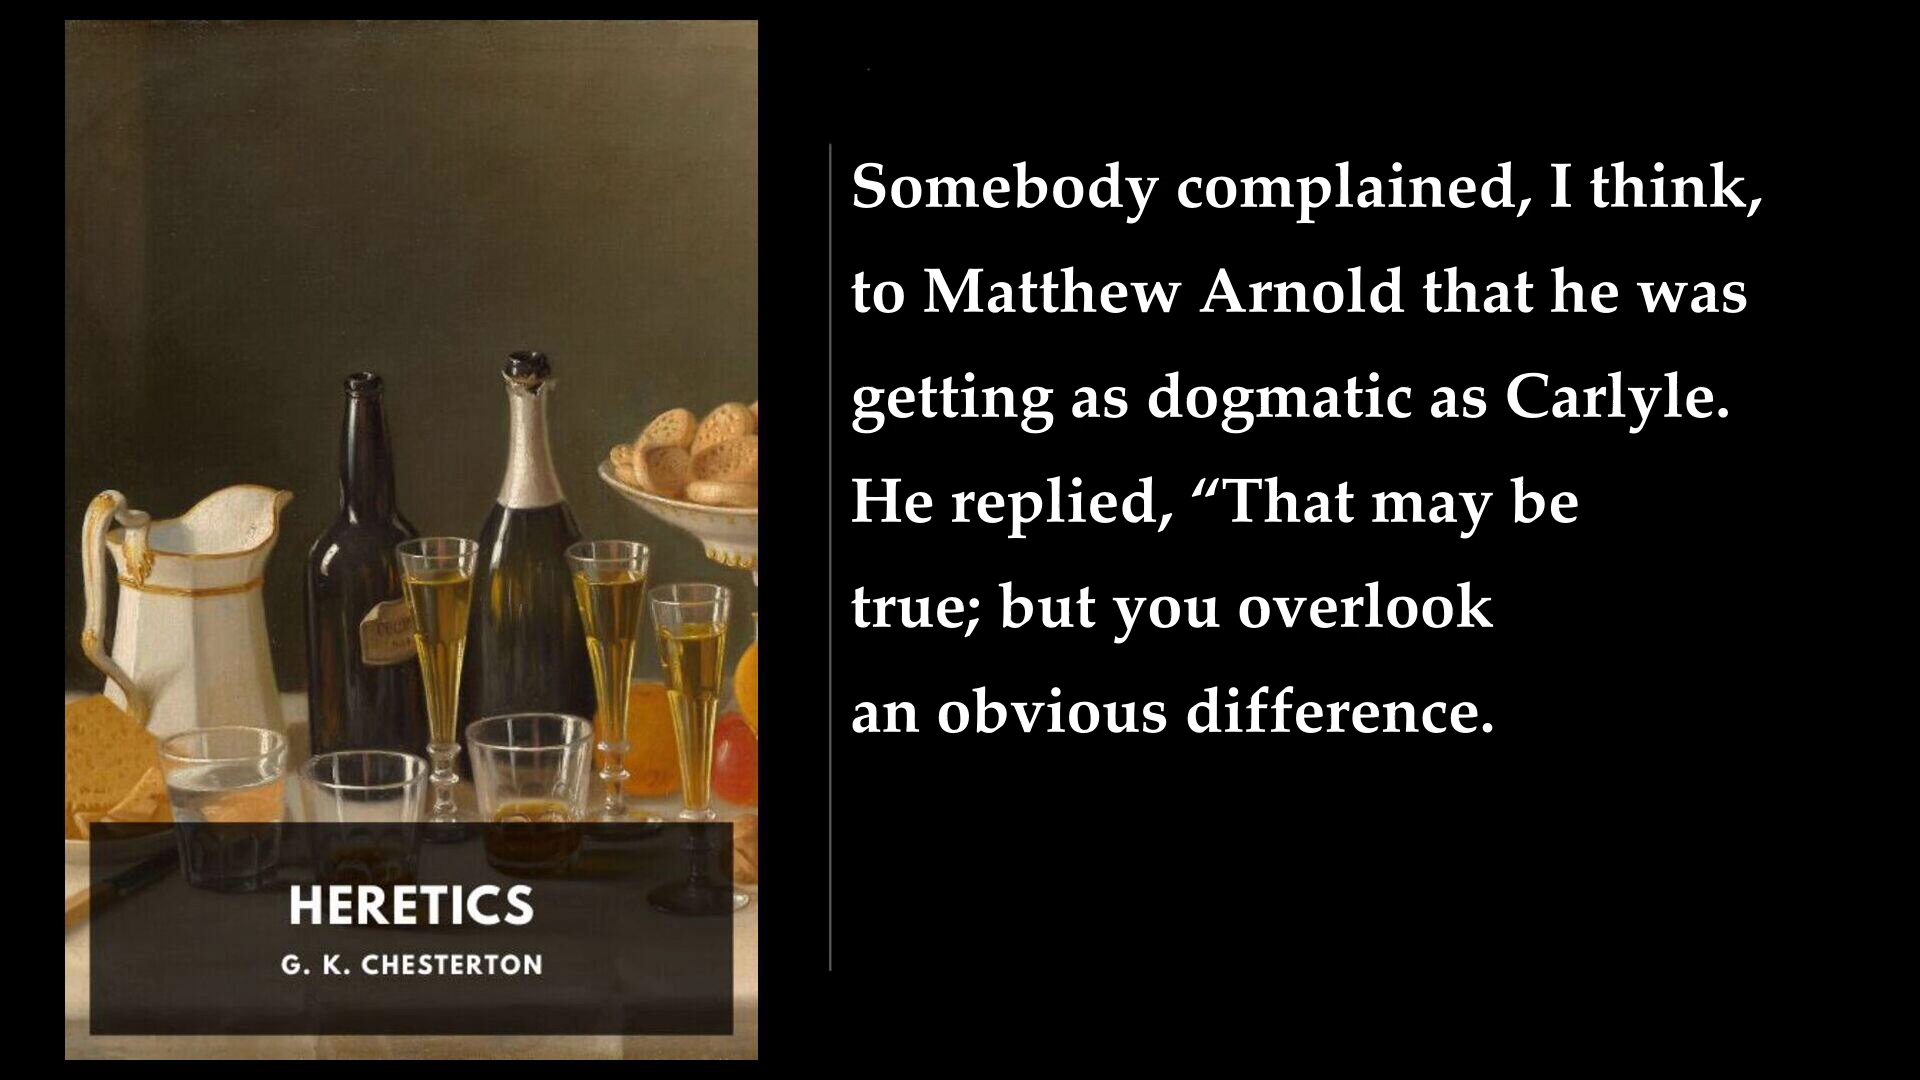 Somebody complained, I think,
to Matthew Arnold that he was
getting as dogmatic as Carlyle.
He replied, “That may be
true; but you overlook
an obvious difference.
HERETICS
G. K. CHESTERTON